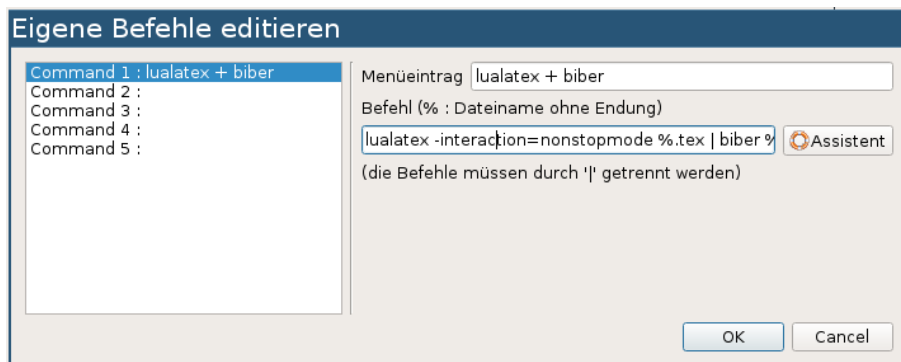 Eigene Befehle editieren
Command 1 : lualatex + biber
Command 2 :
Command 3 :
Command 4 :
Command 5 :
Menüeintrag lualatex + biber
Befehl (% : Dateiname ohne Endung)
lualatex -interaction=nonstopmode %.tex | biber % Assistent
(die Befehle müssen durch '|' getrennt werden)
OK Cancel